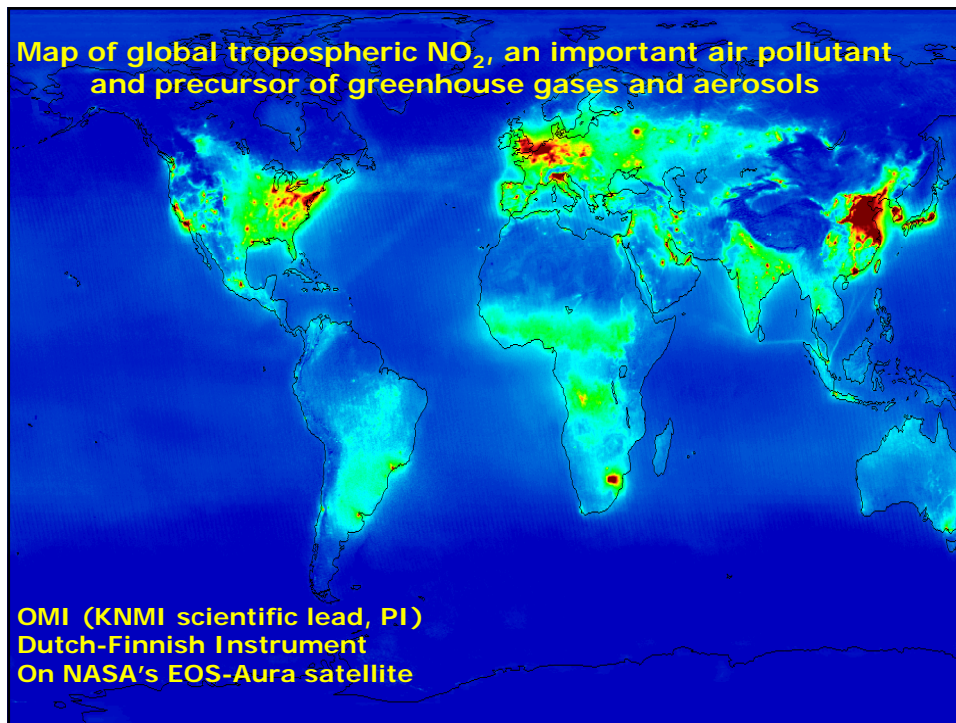 Map of global tropospheric NO₂, an important air pollutant
and precursor of greenhouse gases and aerosols
OMI (KNMI scientific lead, PI)
Dutch-Finnish Instrument
On NASA’s EOS-Aura satellite